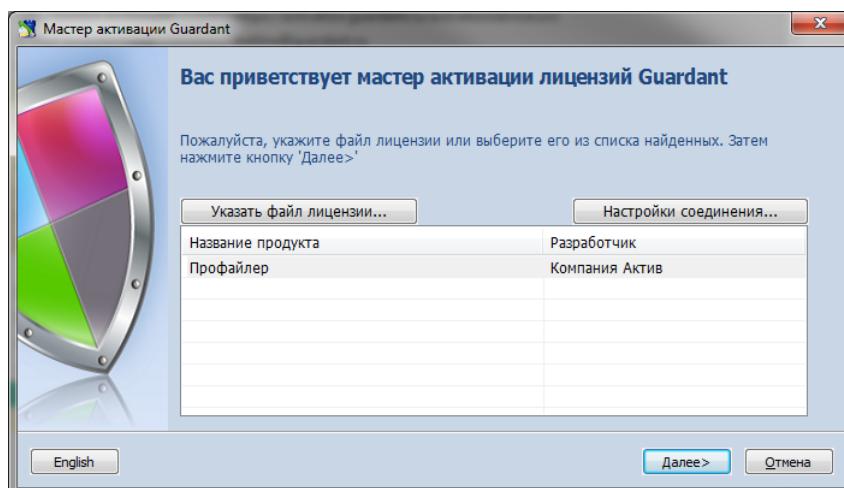 Мастер активации Guardant
Вас приветствует мастер активации лицензий Guardant
Пожалуйста, укажите файл лицензии или выберите его из списка найденных. Затем
нажмите кнопку 'Далее>'
Указать файл лицензии...
Настройки соединения...
Название продукта
Разработчик
Профайлер
Компания Актив
English
Далее>
Отмена